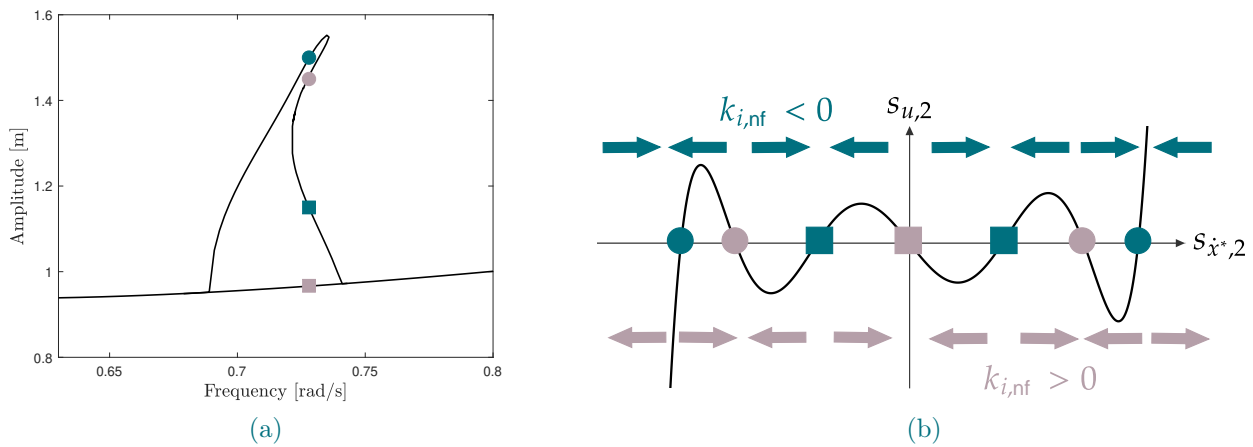 1.6
1.4
1.2
1
0.8
Amplitude [m]
0.65
0.7
0.75
0.8
Frequency [rad/s]
(a)
k_{i,nf} < 0
s_{u,2}
s_{ẋ*,2}
k_{i,nf} > 0
(b)